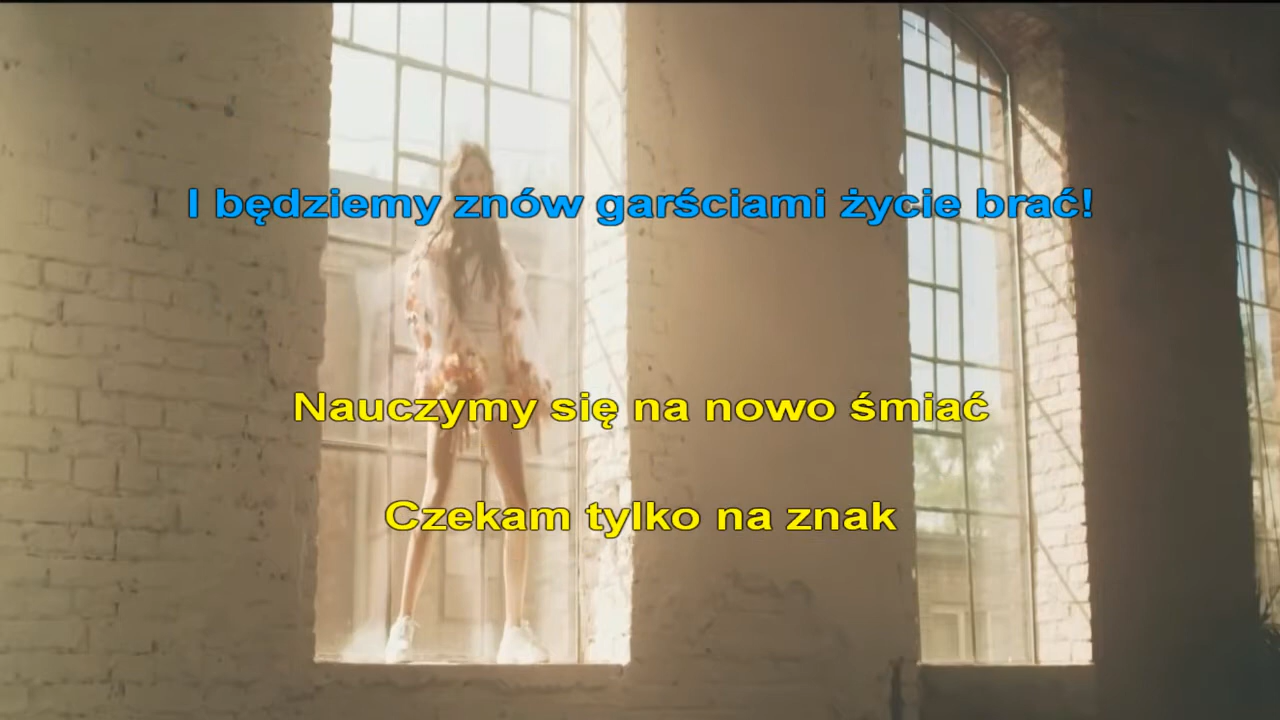 I będziemy znów garściami życie brać!
Nauczymy się na nowo śmiać
Czekam tylko na znak